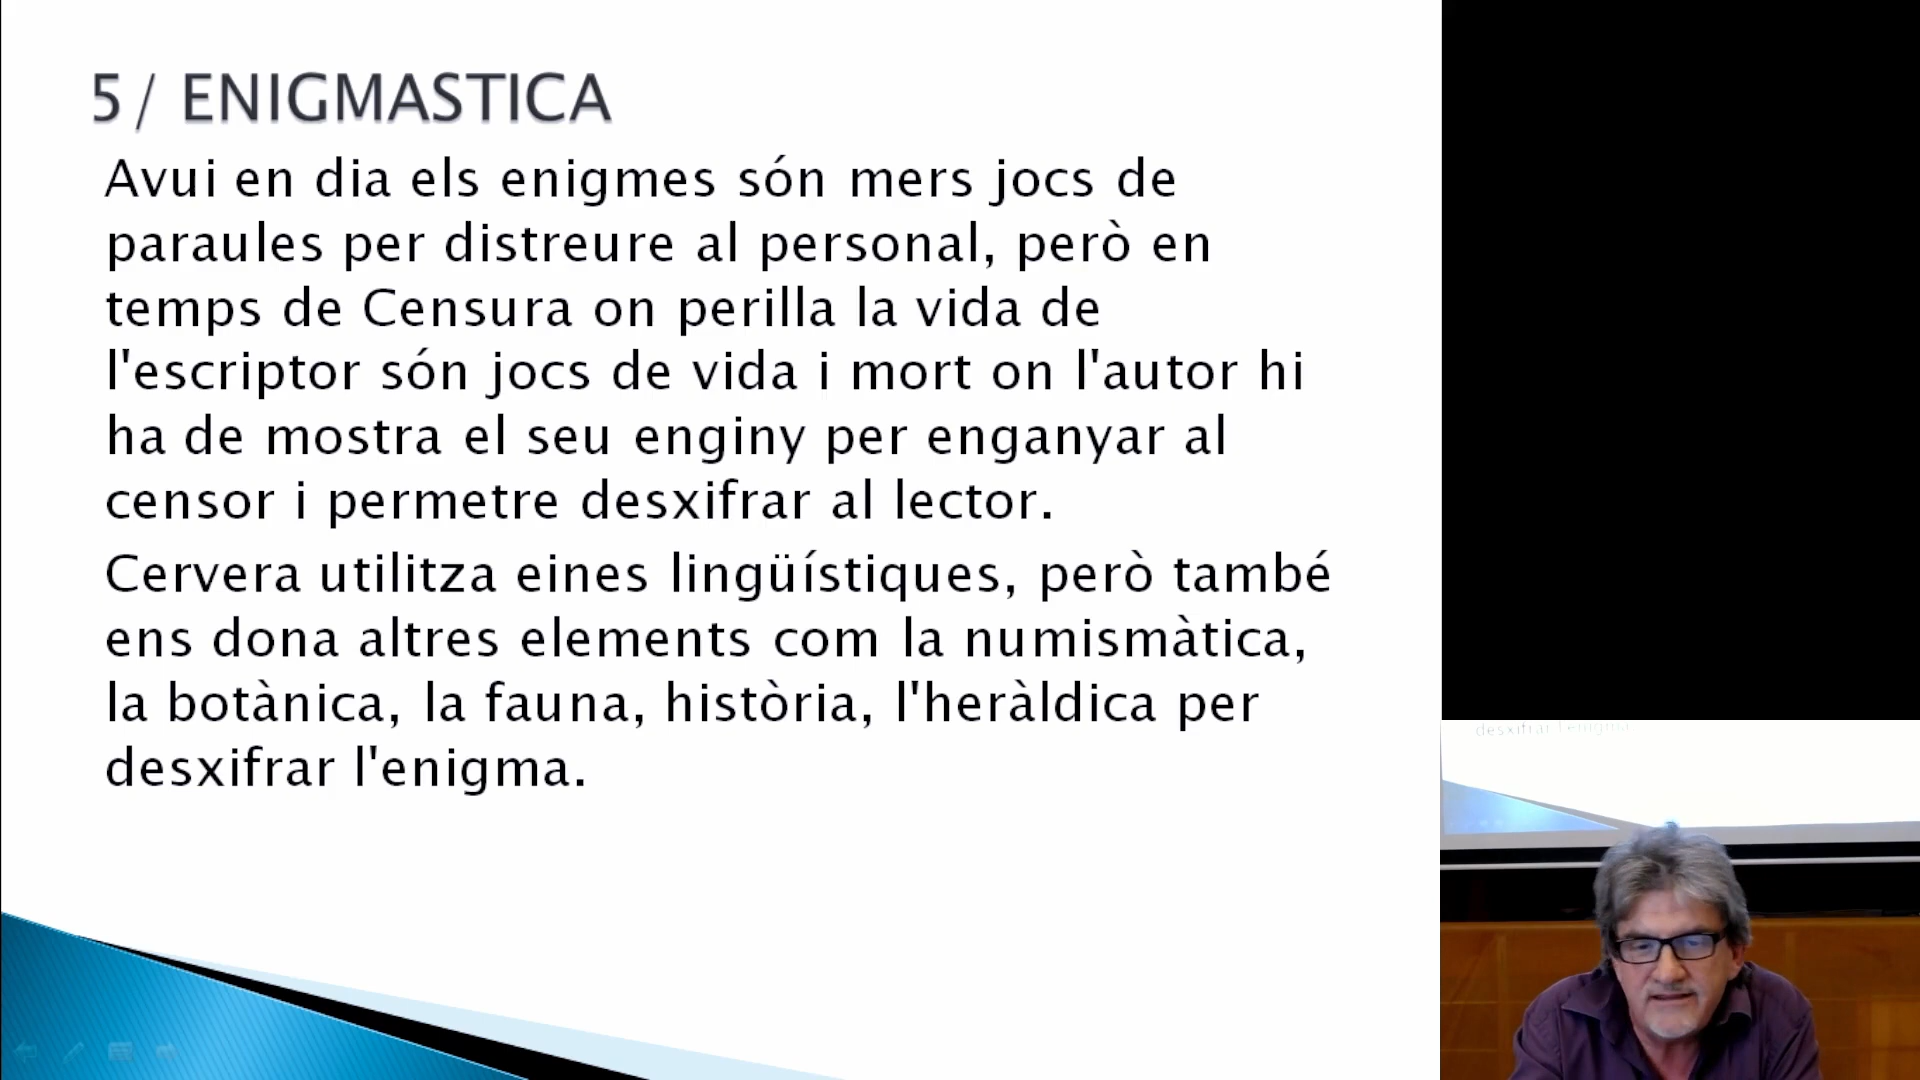 5/ ENIGMASTICA
Avui en dia els enigmes són mers jocs de
paraules per distreure al personal, però en
temps de Censura on perilla la vida de
l'escriptor són jocs de vida i mort on l'autor hi
ha de mostra el seu enginy per enganyar al
censor i permetre desxifrar al lector.
Cervera utilitza eines lingüístiques, però també
ens dona altres elements com la numismàtica,
la botànica, la fauna, història, l'heràldica per
desxifrar l'enigma.
desxifrar l'enigma